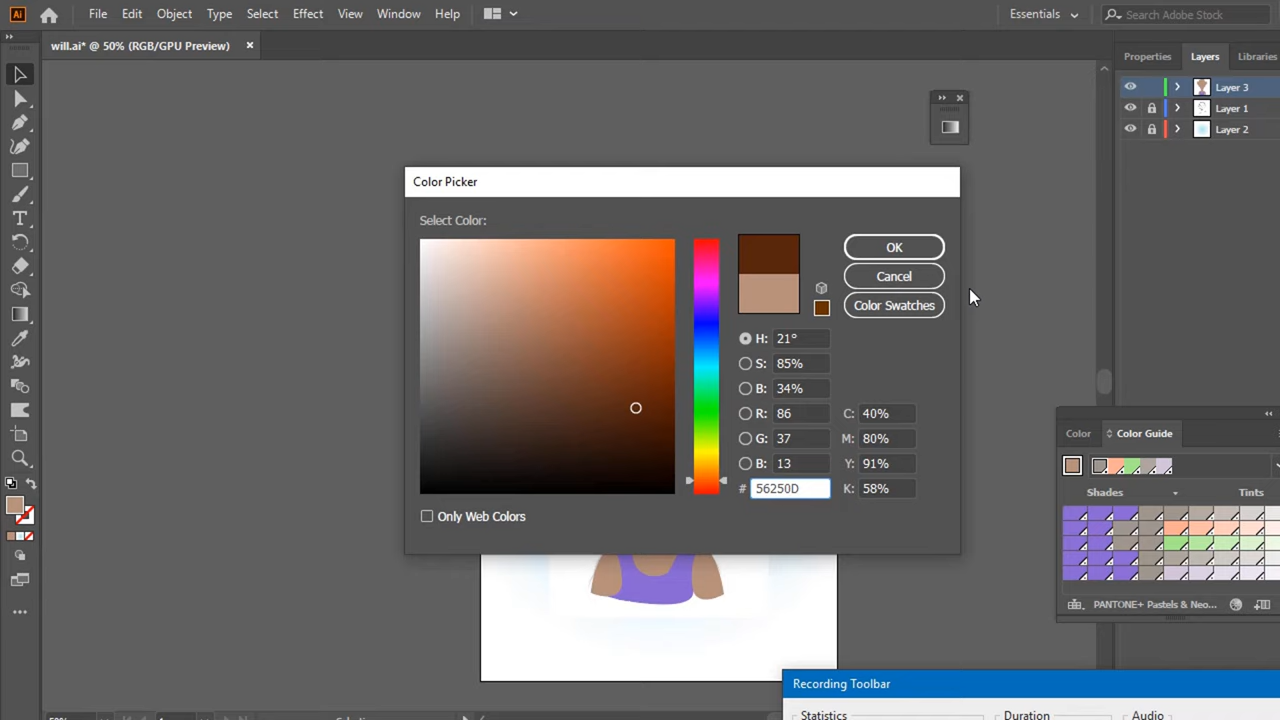 Ai File Edit Object Type Select Effect View Window Help Essentials Search Adobe Stock
will.ai* @ 50% (RGB/GPU Preview)
Properties Layers Libraries
Layer 3
Layer 1
Layer 2
Color Picker
Select Color:
OK
Cancel
Color Swatches
H: 21°
S: 85%
B: 34%
R: 86 C: 40%
G: 37 M: 80%
B: 13 Y: 91%
# 56250D K: 58%
Only Web Colors
Color Color Guide
Shades Tints
PANTONE+ Pastels & Neo...
Recording Toolbar
Statistics Duration Audio